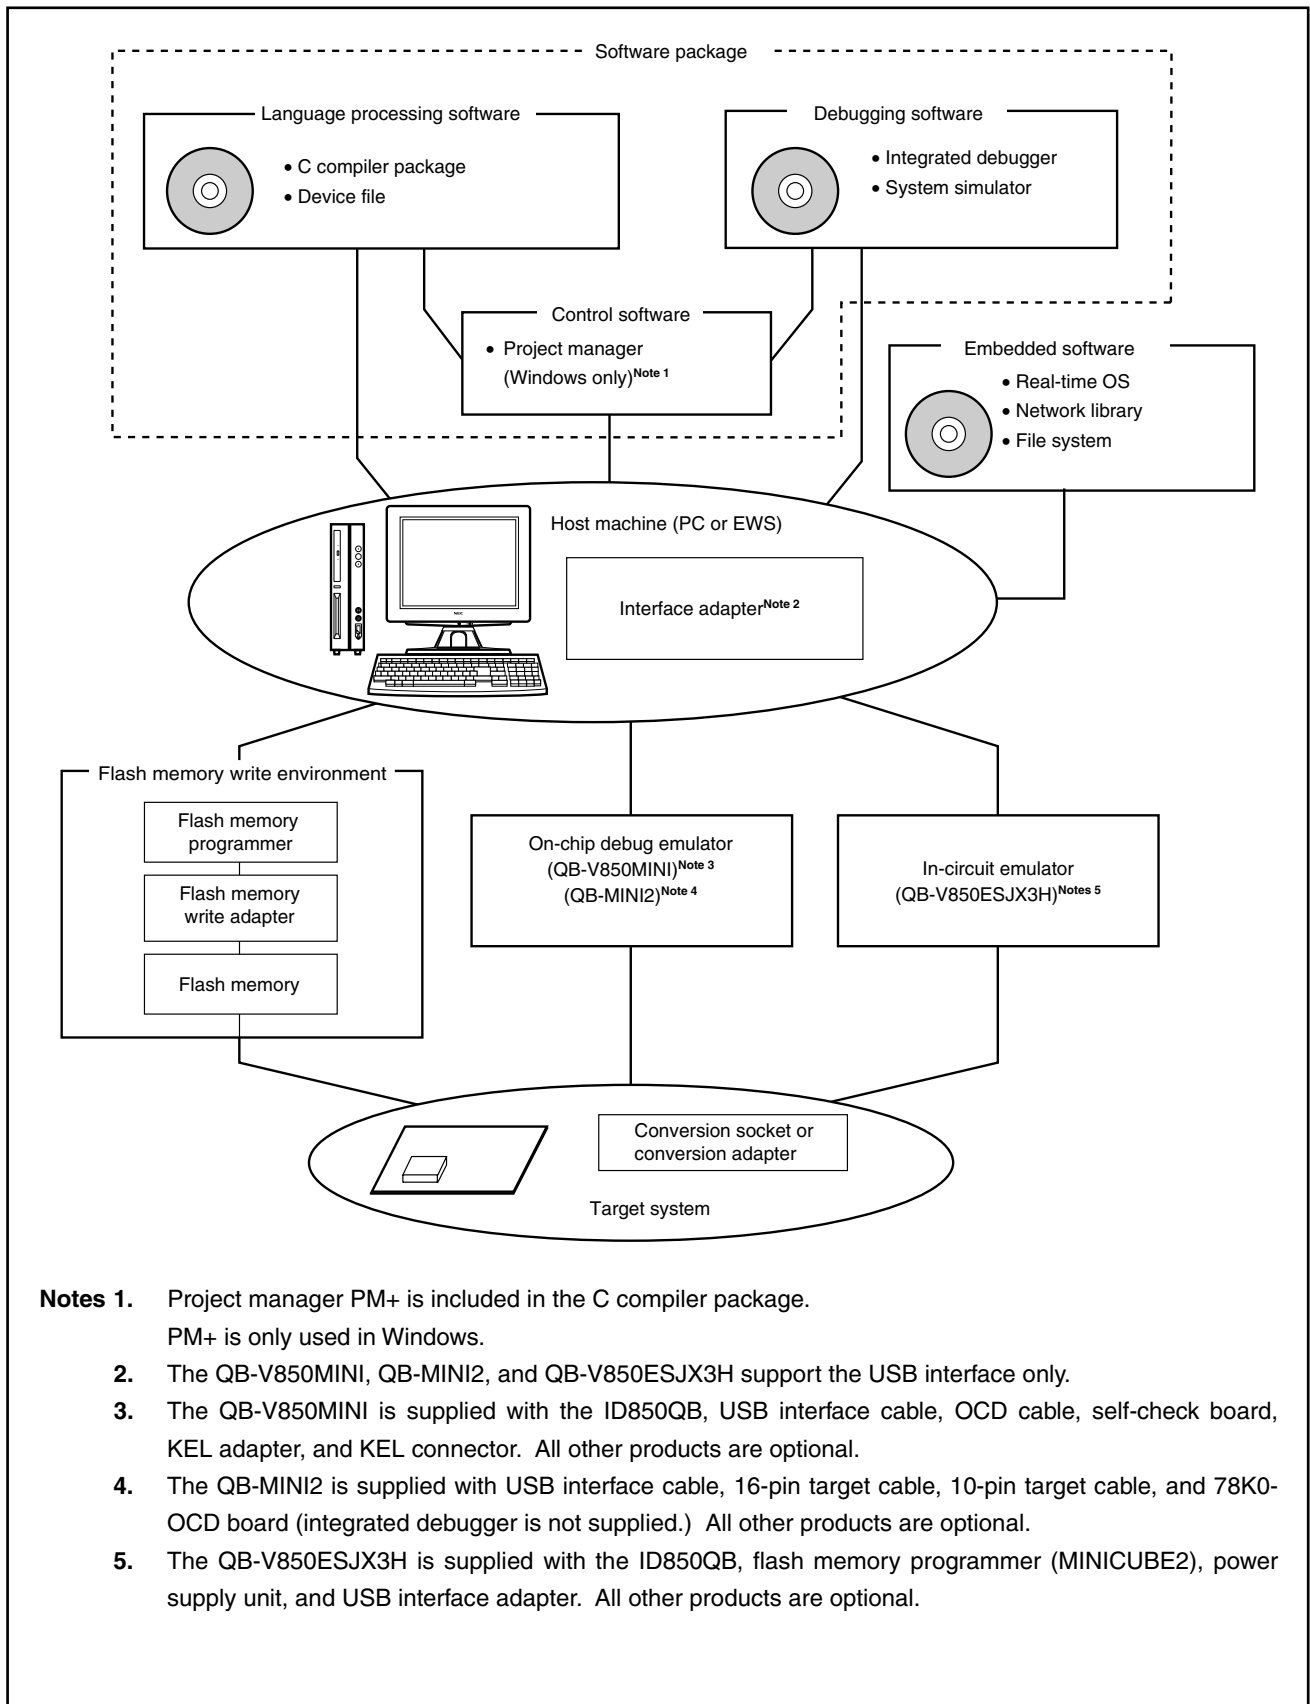 Software package
Language processing software
• C compiler package
• Device file
Debugging software
• Integrated debugger
• System simulator
Control software
• Project manager
(Windows only)Note 1
Embedded software
• Real-time OS
• Network library
• File system
Host machine (PC or EWS)
Interface adapterNote 2
NEC
Flash memory write environment
Flash memory
programmer
Flash memory
write adapter
Flash memory
On-chip debug emulator
(QB-V850MINI)Note 3
(QB-MINI2)Note 4
In-circuit emulator
(QB-V850ESJX3H)Notes 5
Conversion socket or
conversion adapter
Target system
Notes 1. Project manager PM+ is included in the C compiler package.
PM+ is only used in Windows.
2. The QB-V850MINI, QB-MINI2, and QB-V850ESJX3H support the USB interface only.
3. The QB-V850MINI is supplied with the ID850QB, USB interface cable, OCD cable, self-check board,
KEL adapter, and KEL connector. All other products are optional.
4. The QB-MINI2 is supplied with USB interface cable, 16-pin target cable, 10-pin target cable, and 78K0-
OCD board (integrated debugger is not supplied.) All other products are optional.
5. The QB-V850ESJX3H is supplied with the ID850QB, flash memory programmer (MINICUBE2), power
supply unit, and USB interface adapter. All other products are optional.